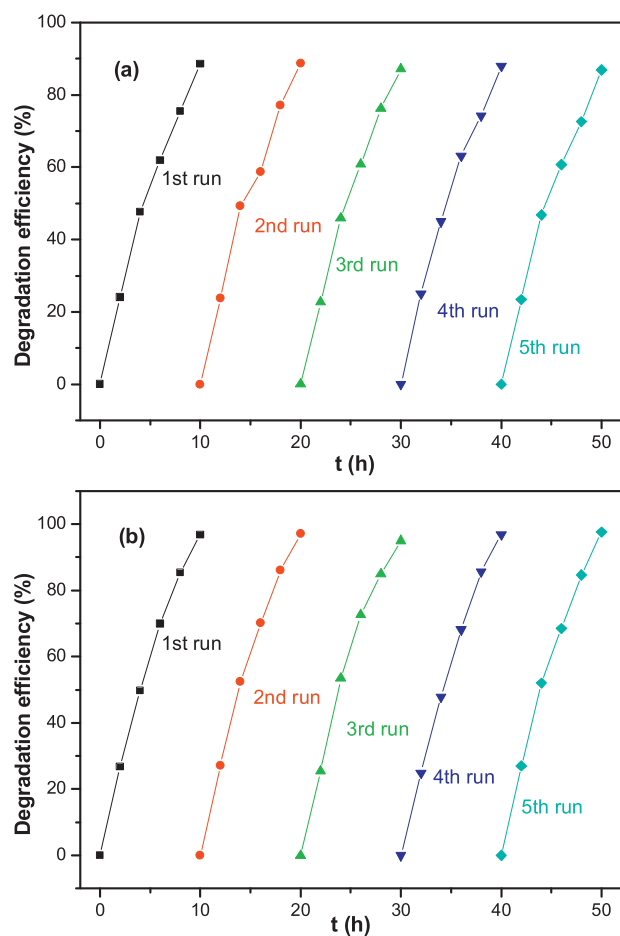 100
(a)
80
Degradation efficiency (%)
60
1st run
2nd run
40
3rd run
4th run
20
5th run
0
0 10 20 30 40 50
t (h)
100
(b)
80
Degradation efficiency (%)
1st run
60
2nd run
40
3rd run
4th run
20
5th run
0
0 10 20 30 40 50
t (h)